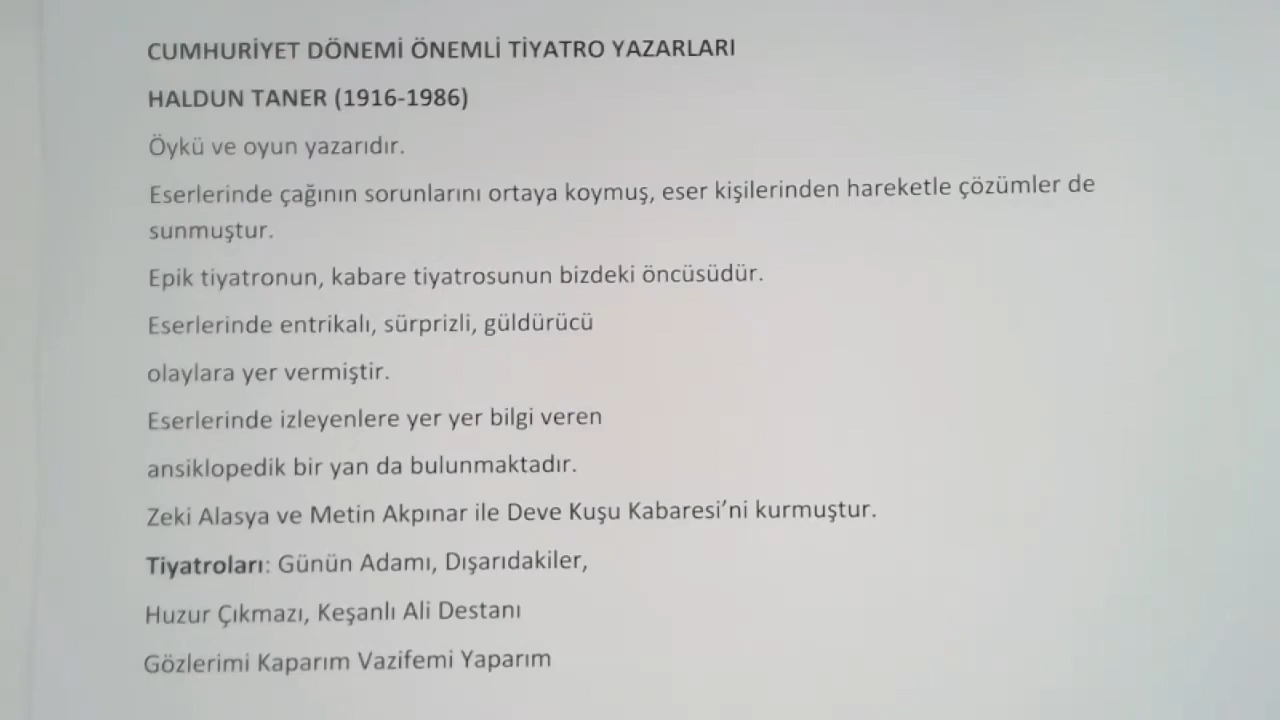 CUMHURİYET DÖNEMİ ÖNEMLİ TİYATRO YAZARLARI
HALDUN TANER (1916-1986)
Öykü ve oyun yazarıdır.
Eserlerinde çağının sorunlarını ortaya koymuş, eser kişilerinden hareketle çözümler de
sunmuştur.
Epik tiyatronun, kabare tiyatrosunun bizdeki öncüsüdür.
Eserlerinde entrikalı, sürprizli, güldürücü
olaylara yer vermiştir.
Eserlerinde izleyenlere yer yer bilgi veren
ansiklopedik bir yan da bulunmaktadır.
Zeki Alasya ve Metin Akpınar ile Deve Kuşu Kabaresi’ni kurmuştur.
Tiyatroları: Günün Adamı, Dışarıdakiler,
Huzur Çıkmazı, Keşanlı Ali Destanı
Gözlerimi Kaparım Vazifemi Yaparım